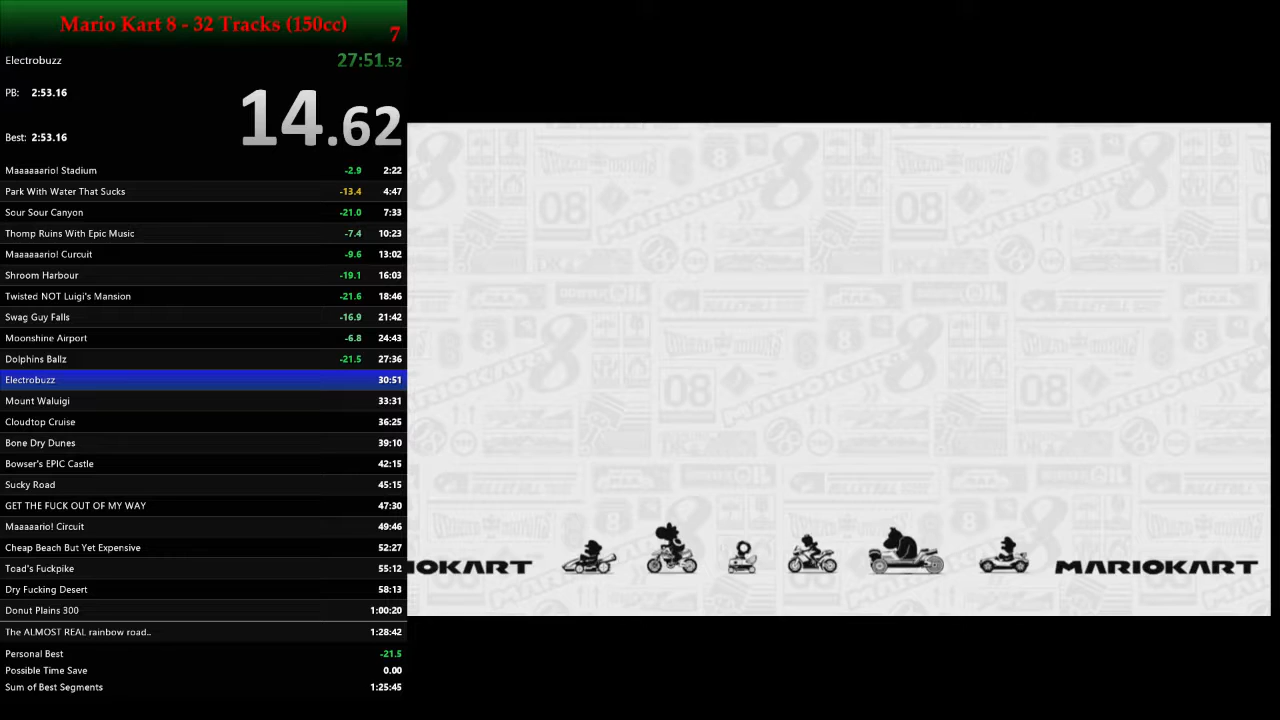 Mario Kart 8 - 32 Tracks (150cc)
7
Electrobuzz 27:51.52
PB: 2:53.16
14.62
Best: 2:53.16
Maaaaaario! Stadium -2.9 2:22
Park With Water That Sucks -13.4 4:47
Sour Sour Canyon -21.0 7:33
Thomp Ruins With Epic Music -7.4 10:23
Maaaaaario! Curcuit -9.6 13:02
Shroom Harbour -19.1 16:03
Twisted NOT Luigi's Mansion -21.6 18:46
Swag Guy Falls -16.9 21:42
Moonshine Airport -6.8 24:43
Dolphins Ballz -21.5 27:36
Electrobuzz 30:51
Mount Waluigi 33:31
Cloudtop Cruise 36:25
Bone Dry Dunes 39:10
Bowser's EPIC Castle 42:15
Sucky Road 45:15
GET THE FUCK OUT OF MY WAY 47:30
Maaaaario! Circuit 49:46
Cheap Beach But Yet Expensive 52:27
Toad's Fuckpike 55:12
Dry Fucking Desert 58:13
Donut Plains 300 1:00:20
The ALMOST REAL rainbow road.. 1:28:42
Personal Best -21.5
Possible Time Save 0.00
Sum of Best Segments 1:25:45
IOKART MARIOKART